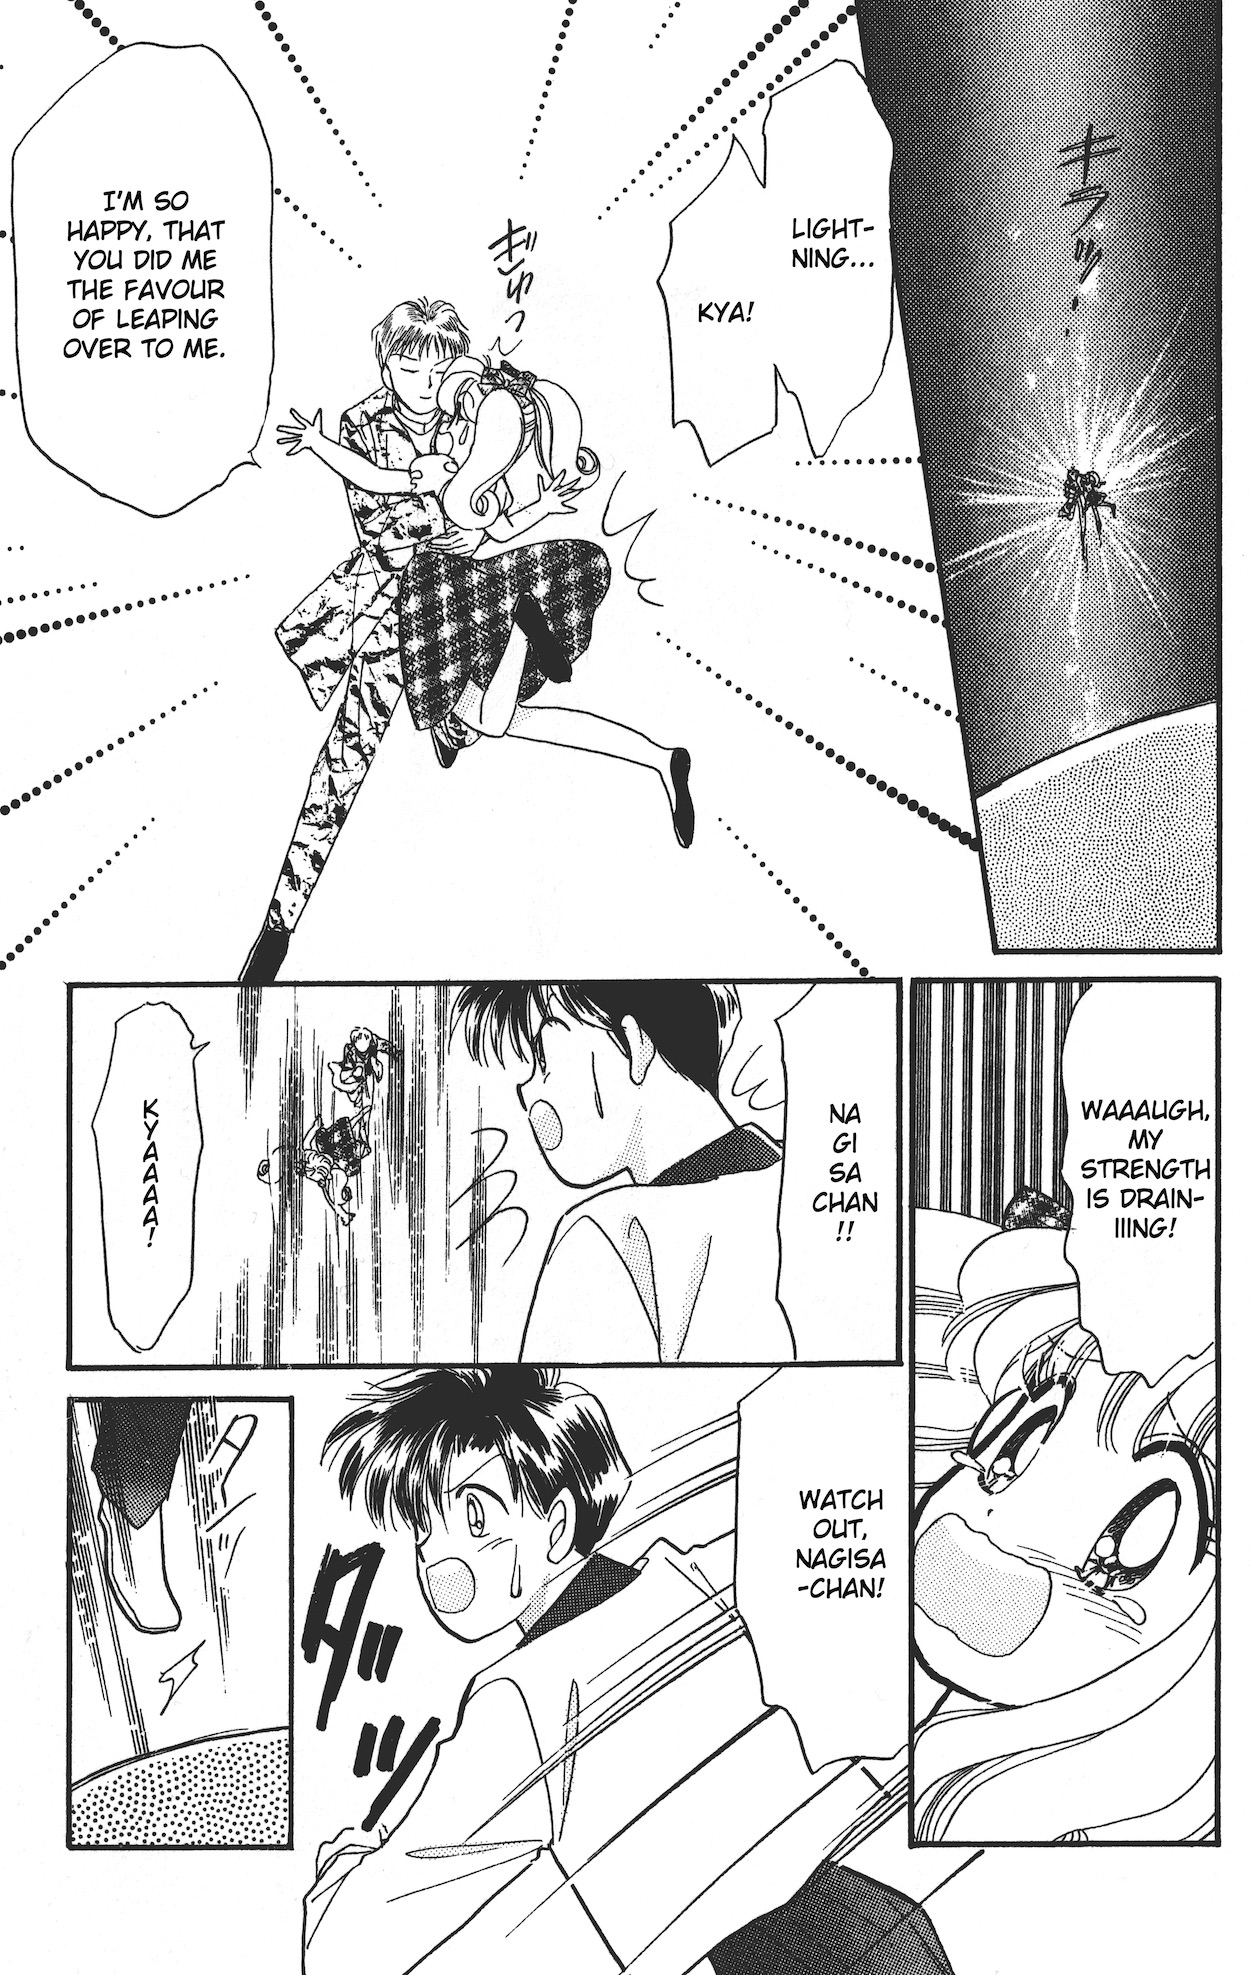 キラッ・・
LIGHT-
NING...
KYA!
ぎゅっ
I'M SO
HAPPY, THAT
YOU DID ME
THE FAVOUR
OF LEAPING
OVER TO ME.
WAAAUGH,
MY
STRENGTH
IS DRAIN-
IIING!
NA
GI
SA
CHAN
!!
KYAAAAA!
WATCH
OUT,
NAGISA
-CHAN!
ダッ